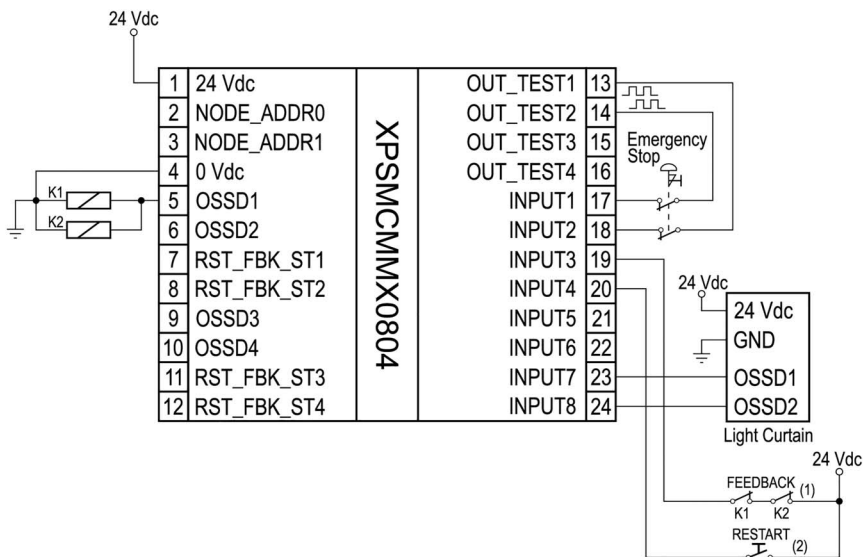 24 Vdc
1 24 Vdc OUT_TEST1 13
2 NODE_ADDR0 OUT_TEST2 14
3 NODE_ADDR1 OUT_TEST3 15
4 0 Vdc OUT_TEST4 16
5 OSSD1 INPUT1 17
6 OSSD2 INPUT2 18
7 RST_FBK_ST1 INPUT3 19
8 RST_FBK_ST2 INPUT4 20
9 OSSD3 INPUT5 21
10 OSSD4 INPUT6 22
11 RST_FBK_ST3 INPUT7 23
12 RST_FBK_ST4 INPUT8 24
XPSMCMMX0804
K1
K2
Emergency
Stop
24 Vdc
24 Vdc
GND
OSSD1
OSSD2
Light Curtain
24 Vdc
FEEDBACK (1)
K1 K2
RESTART (2)